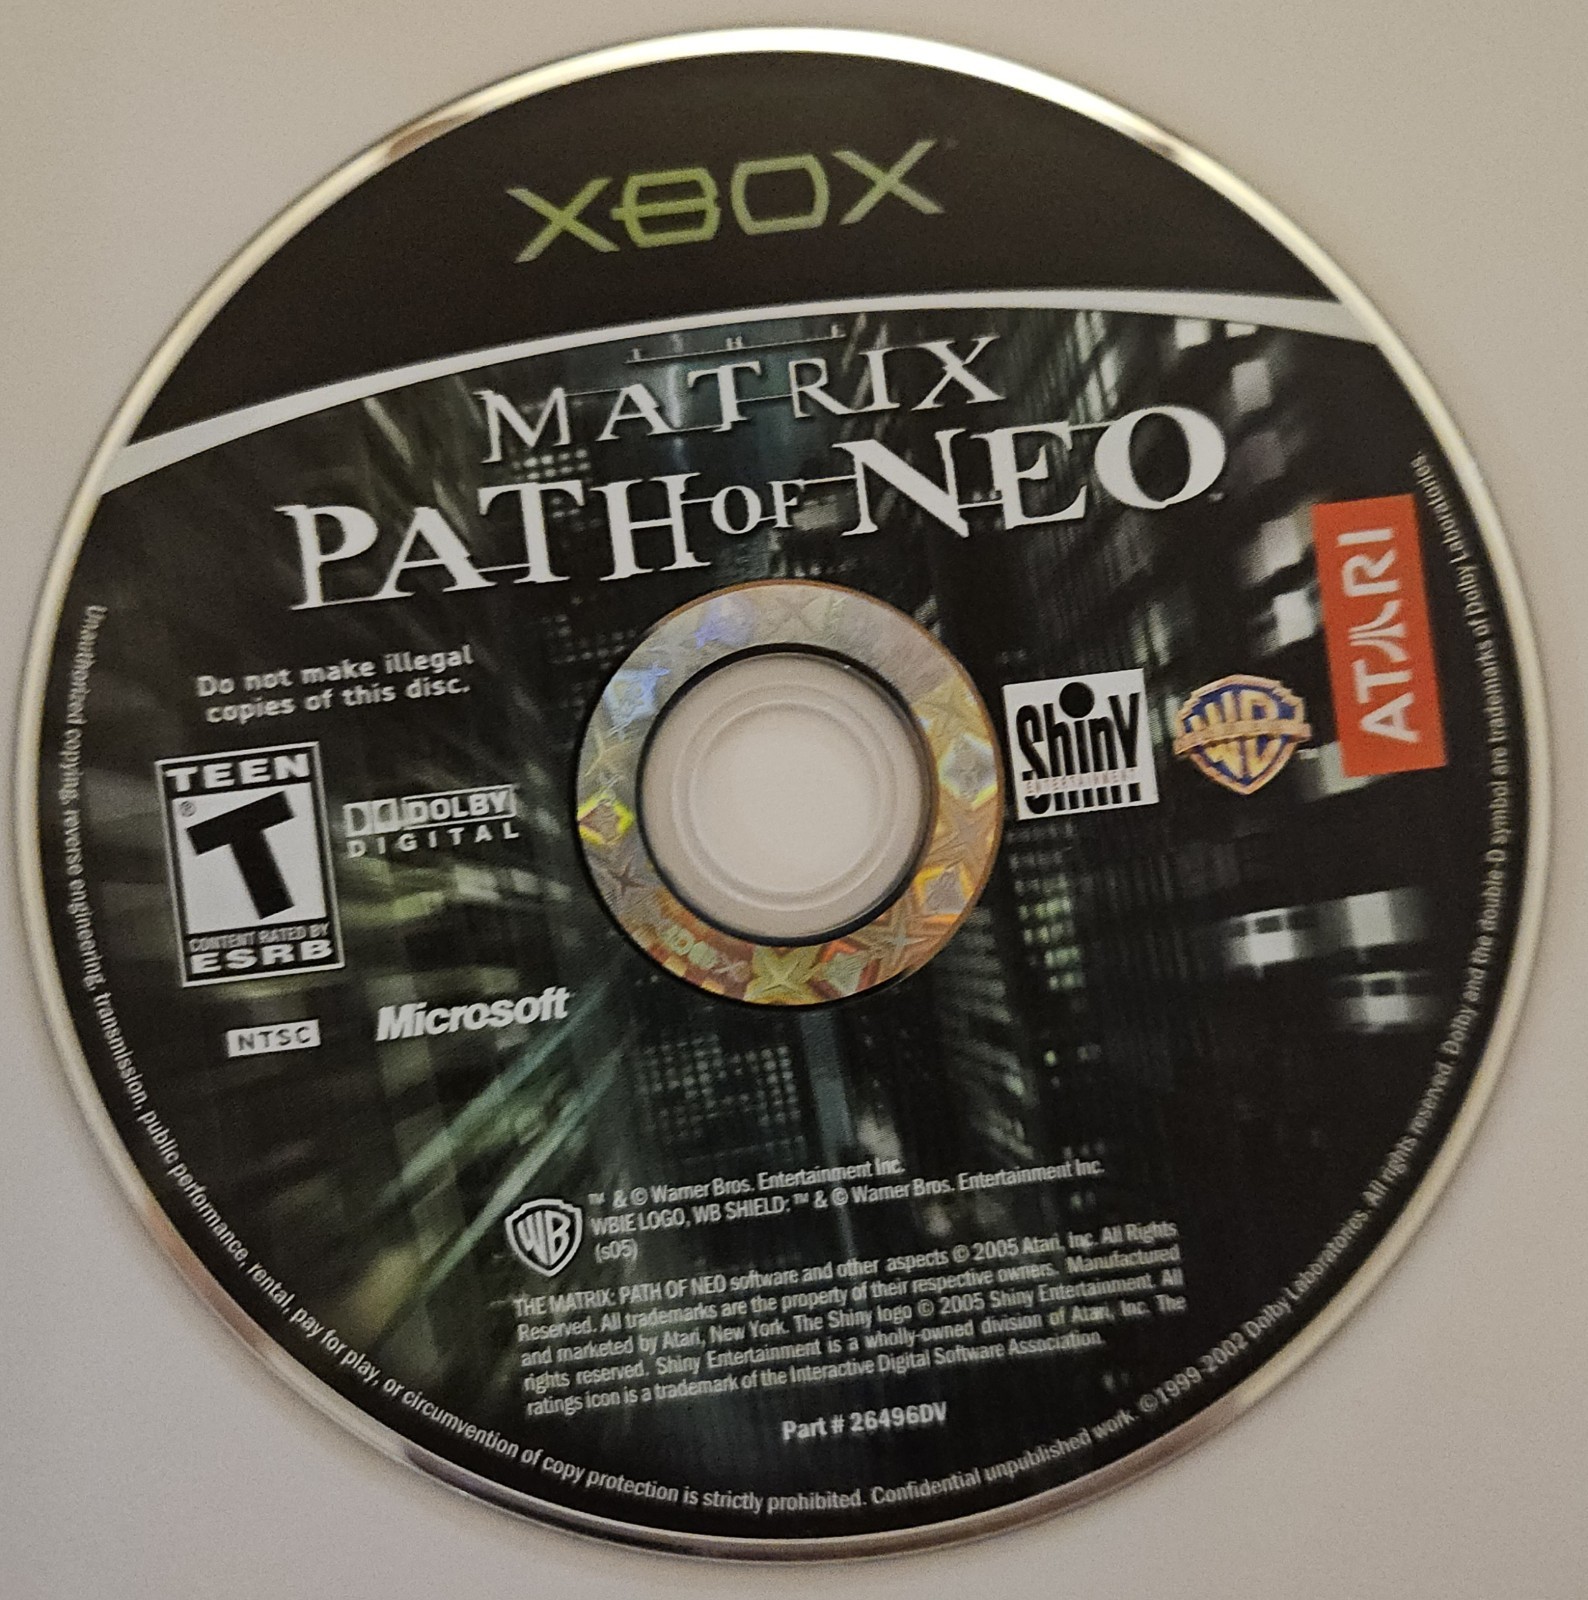 XBOX™
THE
MATRIX
PATH OF NEO™
Do not make illegal
copies of this disc.
TEEN
T®
CONTENT RATED BY
ESRB
DOLBY
DIGITAL
NTSC
Microsoft®
Shiny
ENTERTAINMENT
WB
ATARI
XBOX
WB
™ & © Warner Bros. Entertainment Inc.
WBIE LOGO, WB SHIELD: ™ & © Warner Bros. Entertainment Inc.
(s05)
THE MATRIX: PATH OF NEO software and other aspects © 2005 Atari, Inc. All Rights
Reserved. All trademarks are the property of their respective owners. Manufactured
and marketed by Atari, New York. The Shiny logo © 2005 Shiny Entertainment. All
rights reserved. Shiny Entertainment is a wholly-owned division of Atari, Inc. The
ratings icon is a trademark of the Interactive Digital Software Association.
Part # 26496DV
Unauthorized copying, reverse engineering, transmission, public performance, rental, pay for play, or circumvention of copy protection is strictly prohibited. Confidential unpublished work. ©1999-2002 Dolby Laboratories. All rights reserved. Dolby and the double-D symbol are trademarks of Dolby Laboratories.